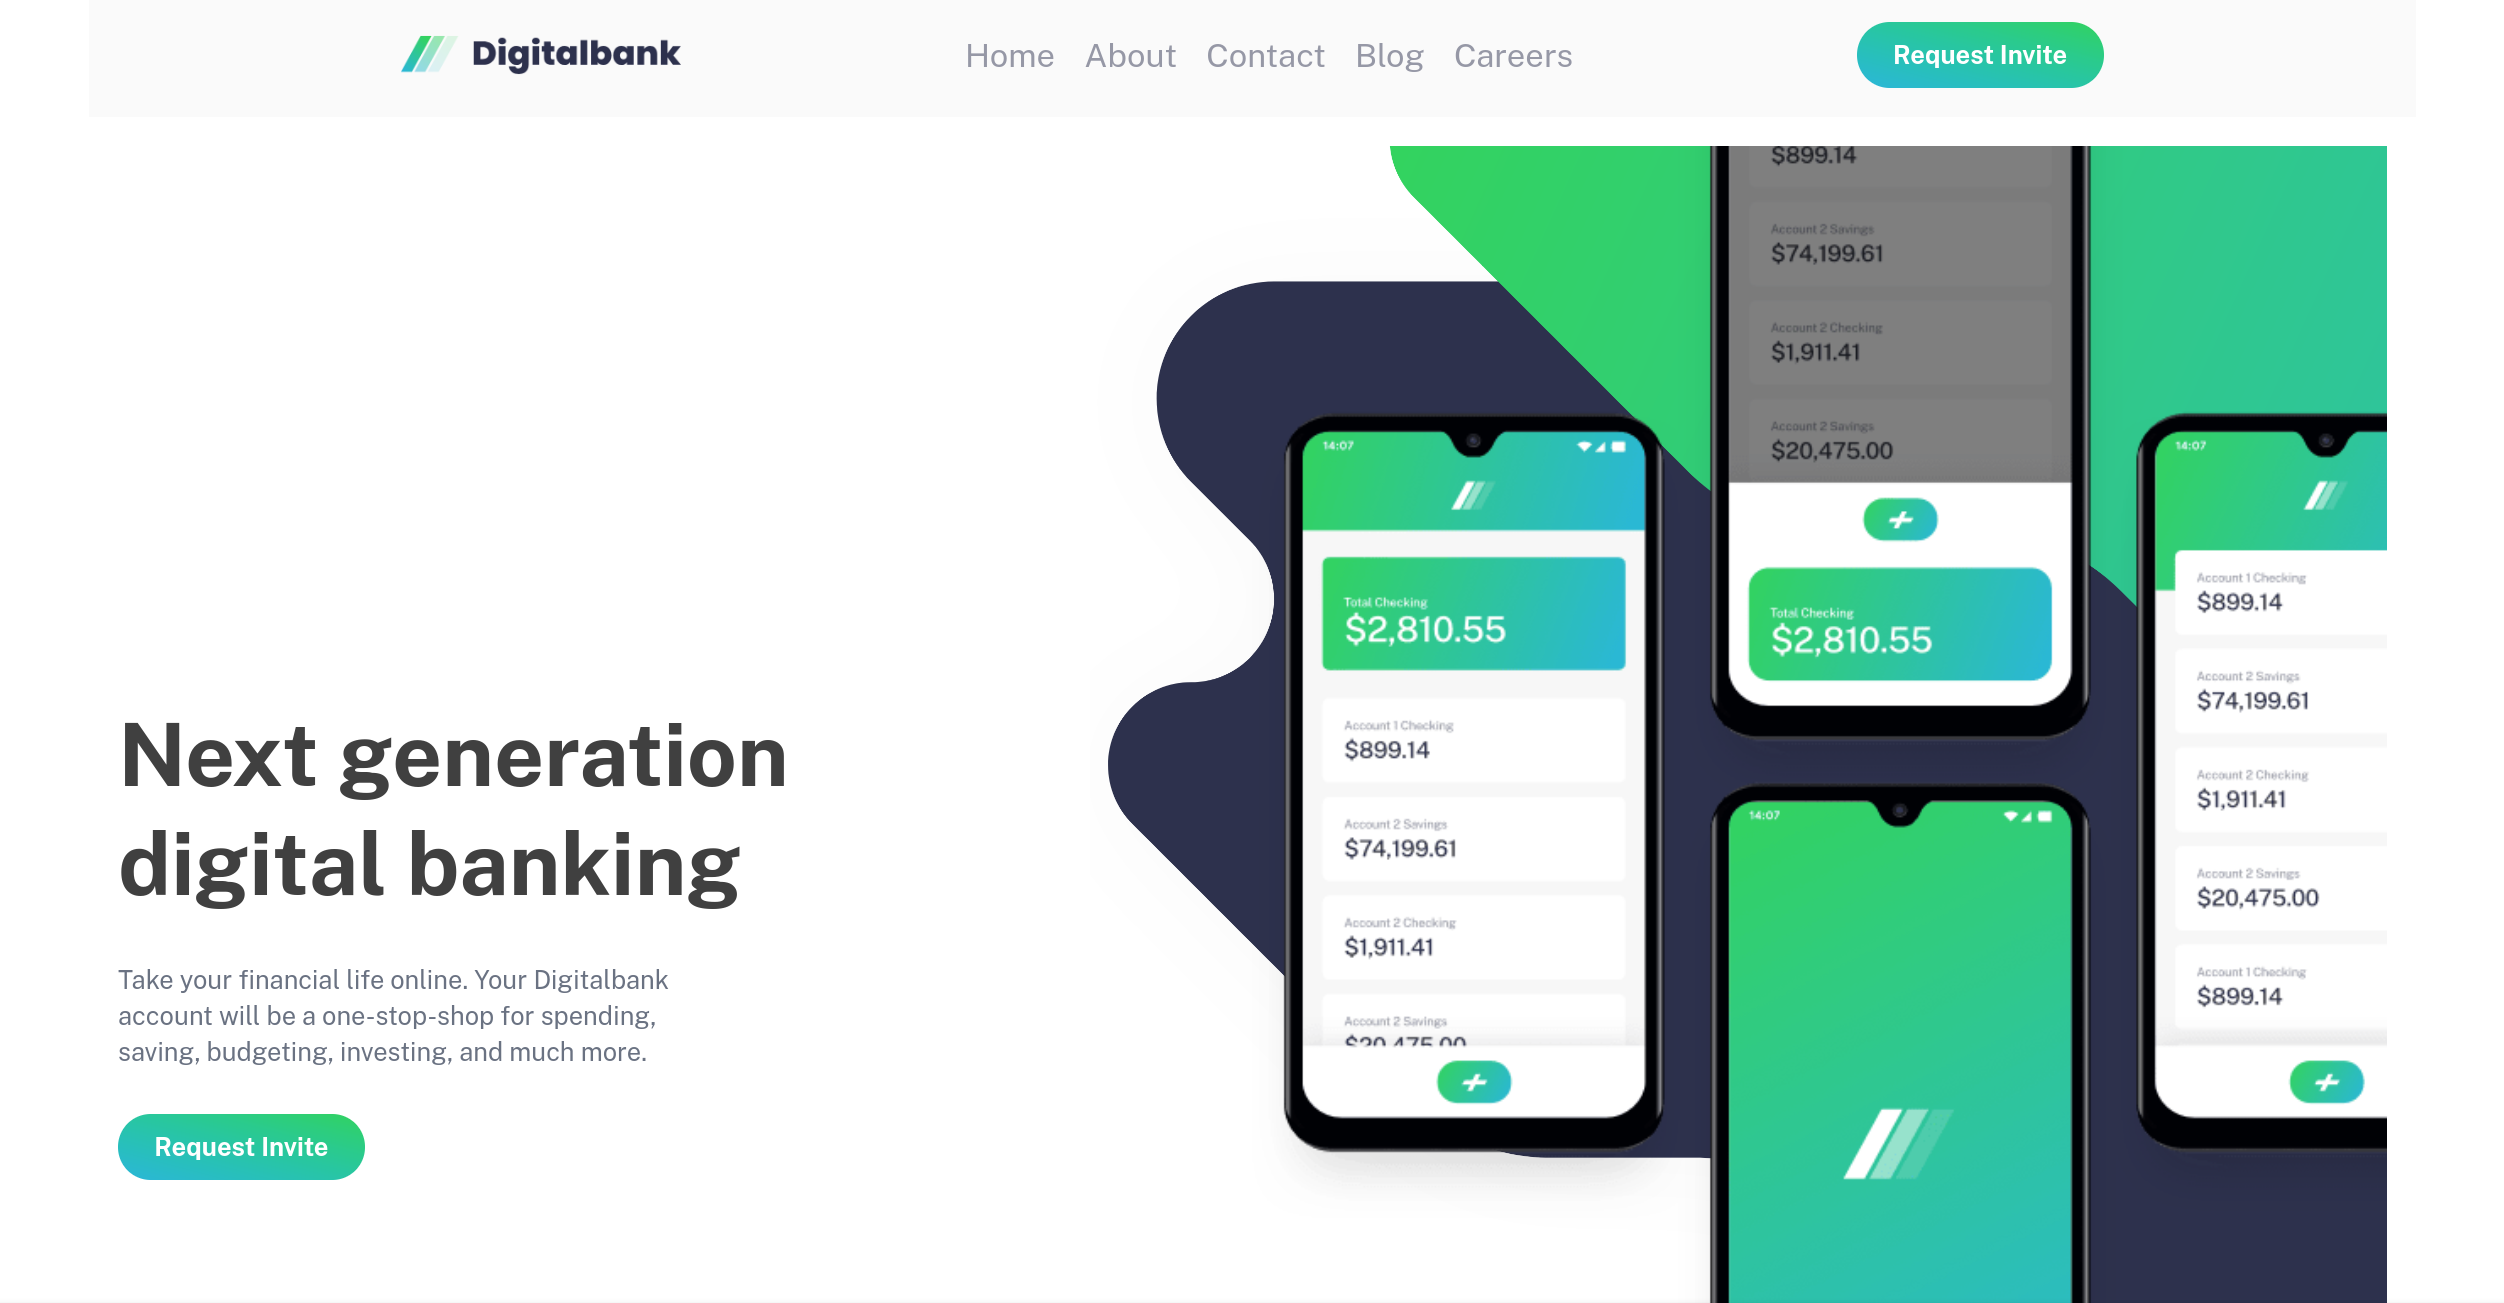 Digitalbank
Home About Contact Blog Careers
Request Invite
Next generation
digital banking
Take your financial life online. Your Digitalbank
account will be a one-stop-shop for spending,
saving, budgeting, investing, and much more.
Request Invite
14:07
Total Checking
$2,810.55
Account 1 Checking
$899.14
Account 2 Savings
$74,199.61
Account 2 Checking
$1,911.41
Account 2 Savings
$20,475.00
$899.14
Account 2 Savings
$74,199.61
Account 2 Checking
$1,911.41
Account 2 Savings
$20,475.00
Total Checking
$2,810.55
14:07
14:07
Account 1 Checking
$899.14
Account 2 Savings
$74,199.61
Account 2 Checking
$1,911.41
Account 2 Savings
$20,475.00
Account 1 Checking
$899.14